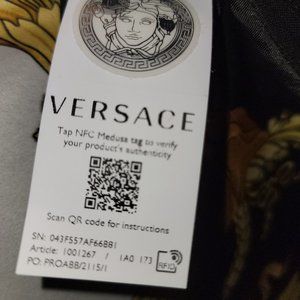 VERSACE
Tap NFC Medusa tag to verify
your product's authenticity
Scan QR code for instructions
SN: 043F557AF66881
Article: 1001267 / 1A0 173
PO: PROABB/2115/1
RFID